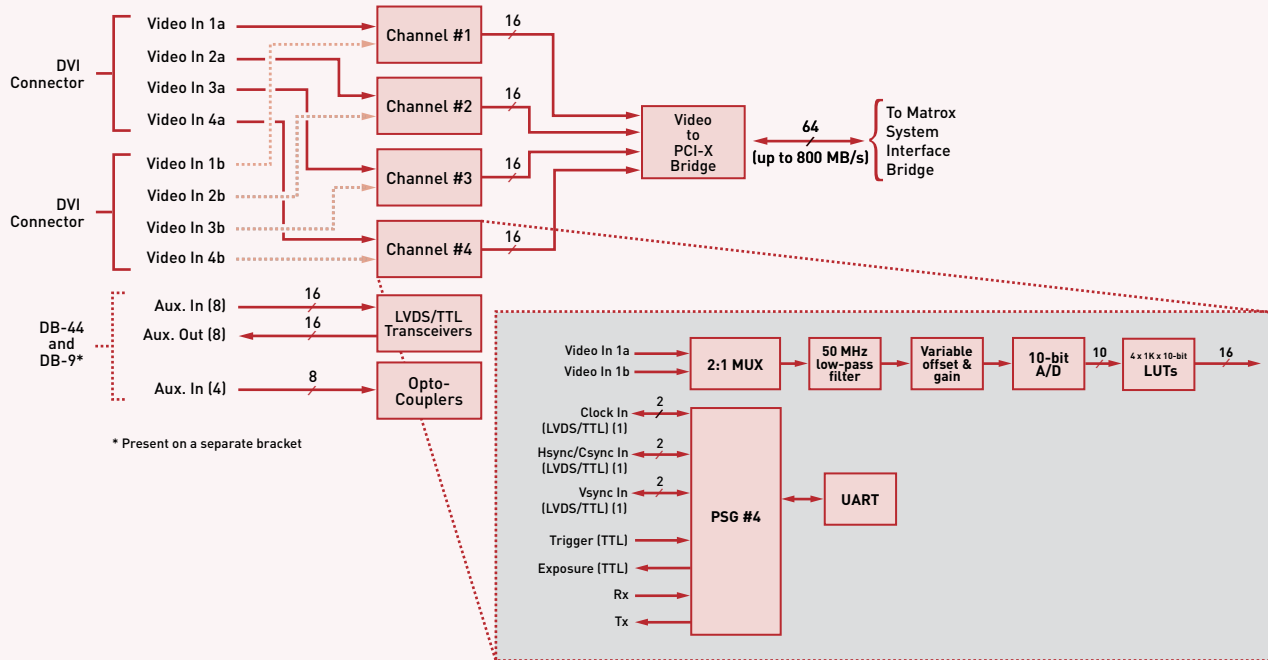 DVI
Connector
Video In 1a
Video In 2a
Video In 3a
Video In 4a
DVI
Connector
Video In 1b
Video In 2b
Video In 3b
Video In 4b
DB-44
and
DB-9*
Aux. In (8)
16
Aux. Out (8)
16
Aux. In (4)
8
* Present on a separate bracket
Channel #1
16
Channel #2
16
Channel #3
16
Channel #4
16
LVDS/TTL
Transceivers
Opto-
Couplers
Video
to
PCI-X
Bridge
64
(up to 800 MB/s)
To Matrox
System
Interface
Bridge
Video In 1a
Video In 1b
2:1 MUX
50 MHz
low-pass
filter
Variable
offset &
gain
10-bit
A/D
10
4 x 1K x 10-bit
LUTs
16
Clock In
(LVDS/TTL) (1)
2
Hsync/Csync In
(LVDS/TTL) (1)
2
Vsync In
(LVDS/TTL) (1)
2
Trigger (TTL)
Exposure (TTL)
Rx
Tx
PSG #4
UART